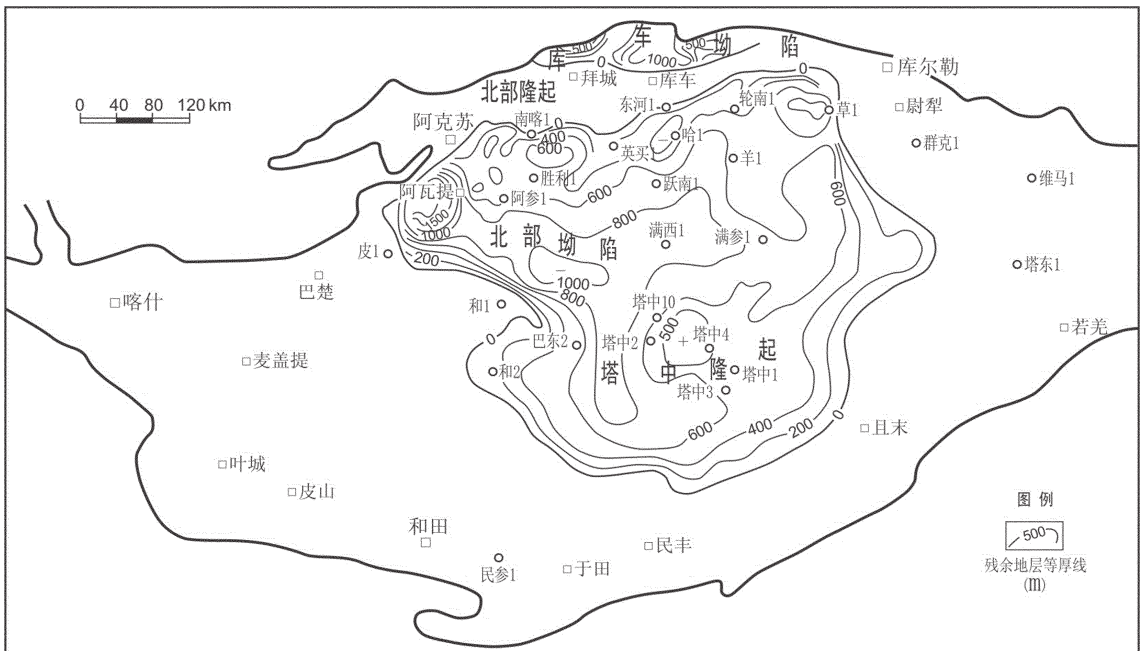 库车坳陷
500
1000
500
0
0
拜城
库车
库尔勒
北部隆起
0 40 80 120 km
东河1
轮南1
草1
尉犁
阿克苏
南喀1
0
400
600
英买1
哈1
群克1
羊1
阿瓦提
胜利1
阿参1
600
跃南1
600
维马1
1500
1000
800
北部坳陷
满西1
满参1
皮1
200
塔东1
巴楚
1000
800
喀什
和1
塔中10
500
塔中4
若羌
0
巴东2
塔中2
麦盖提
和2
塔中隆起
塔中1
塔中3
600
400
200
0
且末
叶城
皮山
和田
民丰
民参1
于田
图例
500
残余地层等厚线
(m)